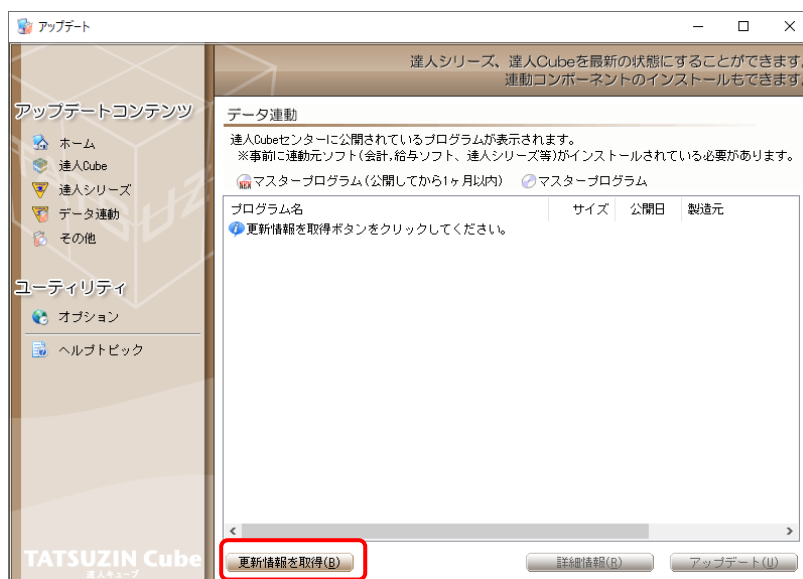 アップデート
達人シリーズ、達人Cubeを最新の状態にすることができます。
連動コンポーネントのインストールもできます。
アップデートコンテンツ
ホーム
達人Cube
達人シリーズ
データ連動
その他
ユーティリティ
オプション
ヘルプトピック
TATSUZIN Cube
達人キューブ
データ連動
達人Cubeセンターに公開されているプログラムが表示されます。
※事前に連動元ソフト(会計,給与ソフト、達人シリーズ等)がインストールされている必要があります。
NEW マスタープログラム(公開してから1ヶ月以内) マスタープログラム
プログラム名 サイズ 公開日 製造元
更新情報を取得ボタンをクリックしてください。
更新情報を取得(B) 詳細情報(R) アップデート(U)